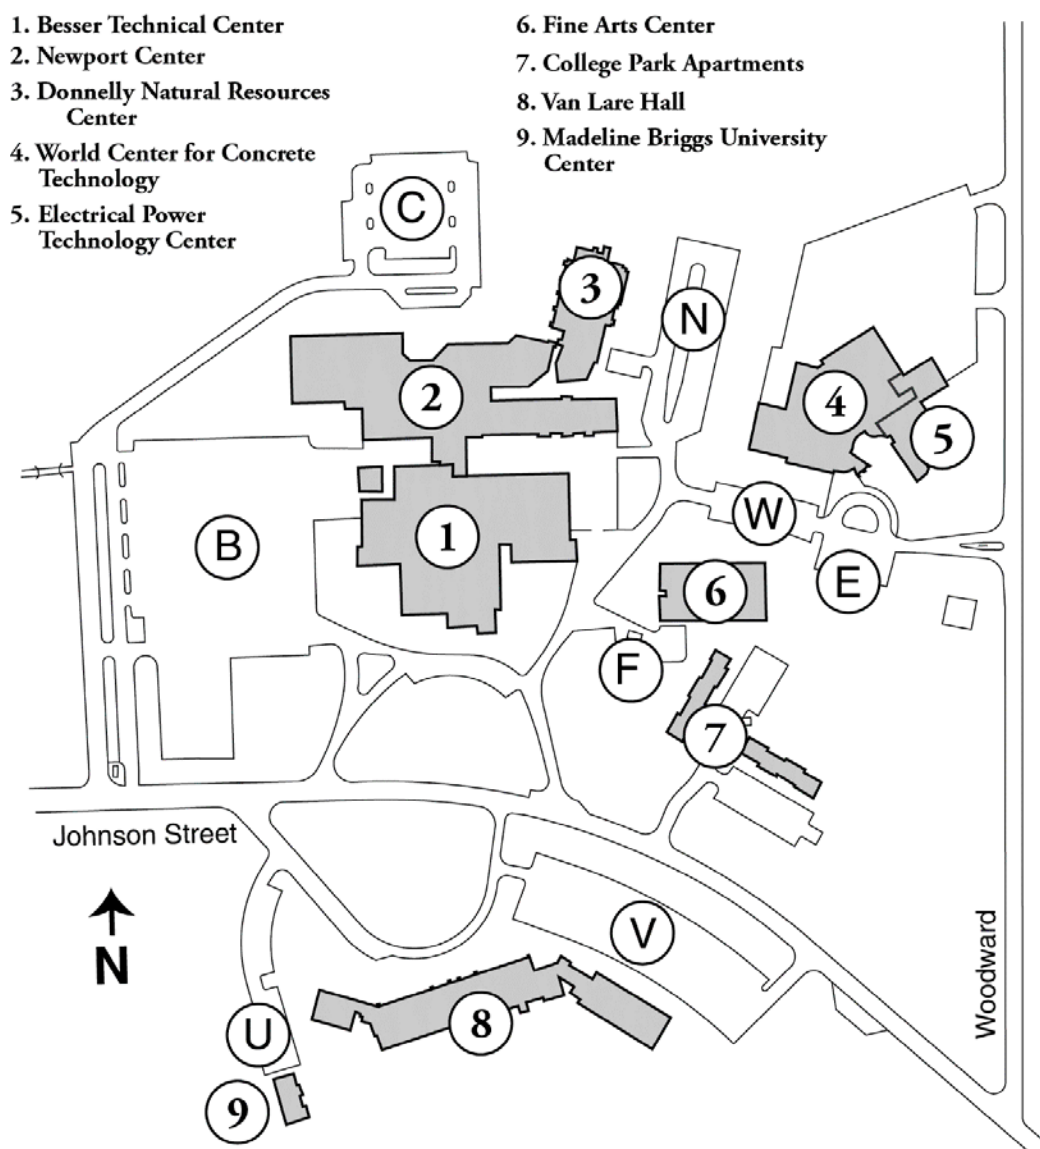 1. Besser Technical Center
2. Newport Center
3. Donnelly Natural Resources
Center
4. World Center for Concrete
Technology
5. Electrical Power
Technology Center
6. Fine Arts Center
7. College Park Apartments
8. Van Lare Hall
9. Madeline Briggs University
Center
C
3
N
2
4
5
W
1
B
E
6
F
7
Johnson Street
N
V
Woodward
8
U
9